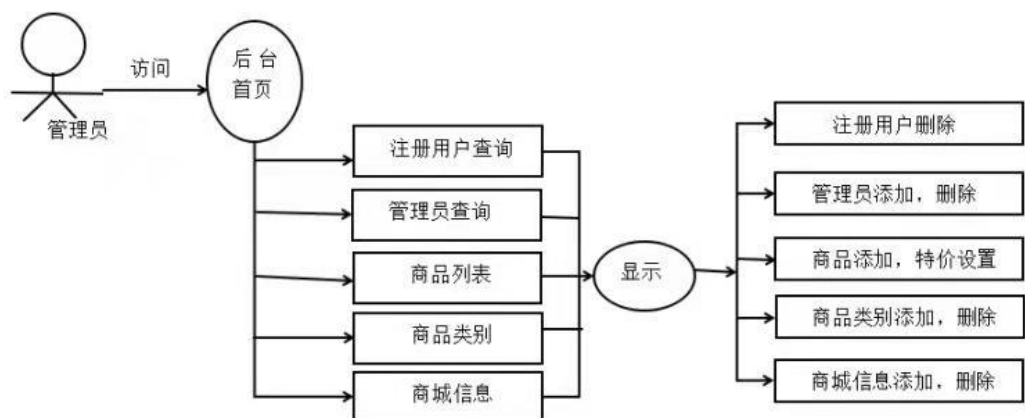 访问
后台
首页
管理员
注册用户查询
管理员查询
商品列表
商品类别
商城信息
显示
注册用户删除
管理员添加，删除
商品添加，特价设置
商品类别添加，删除
商城信息添加，删除